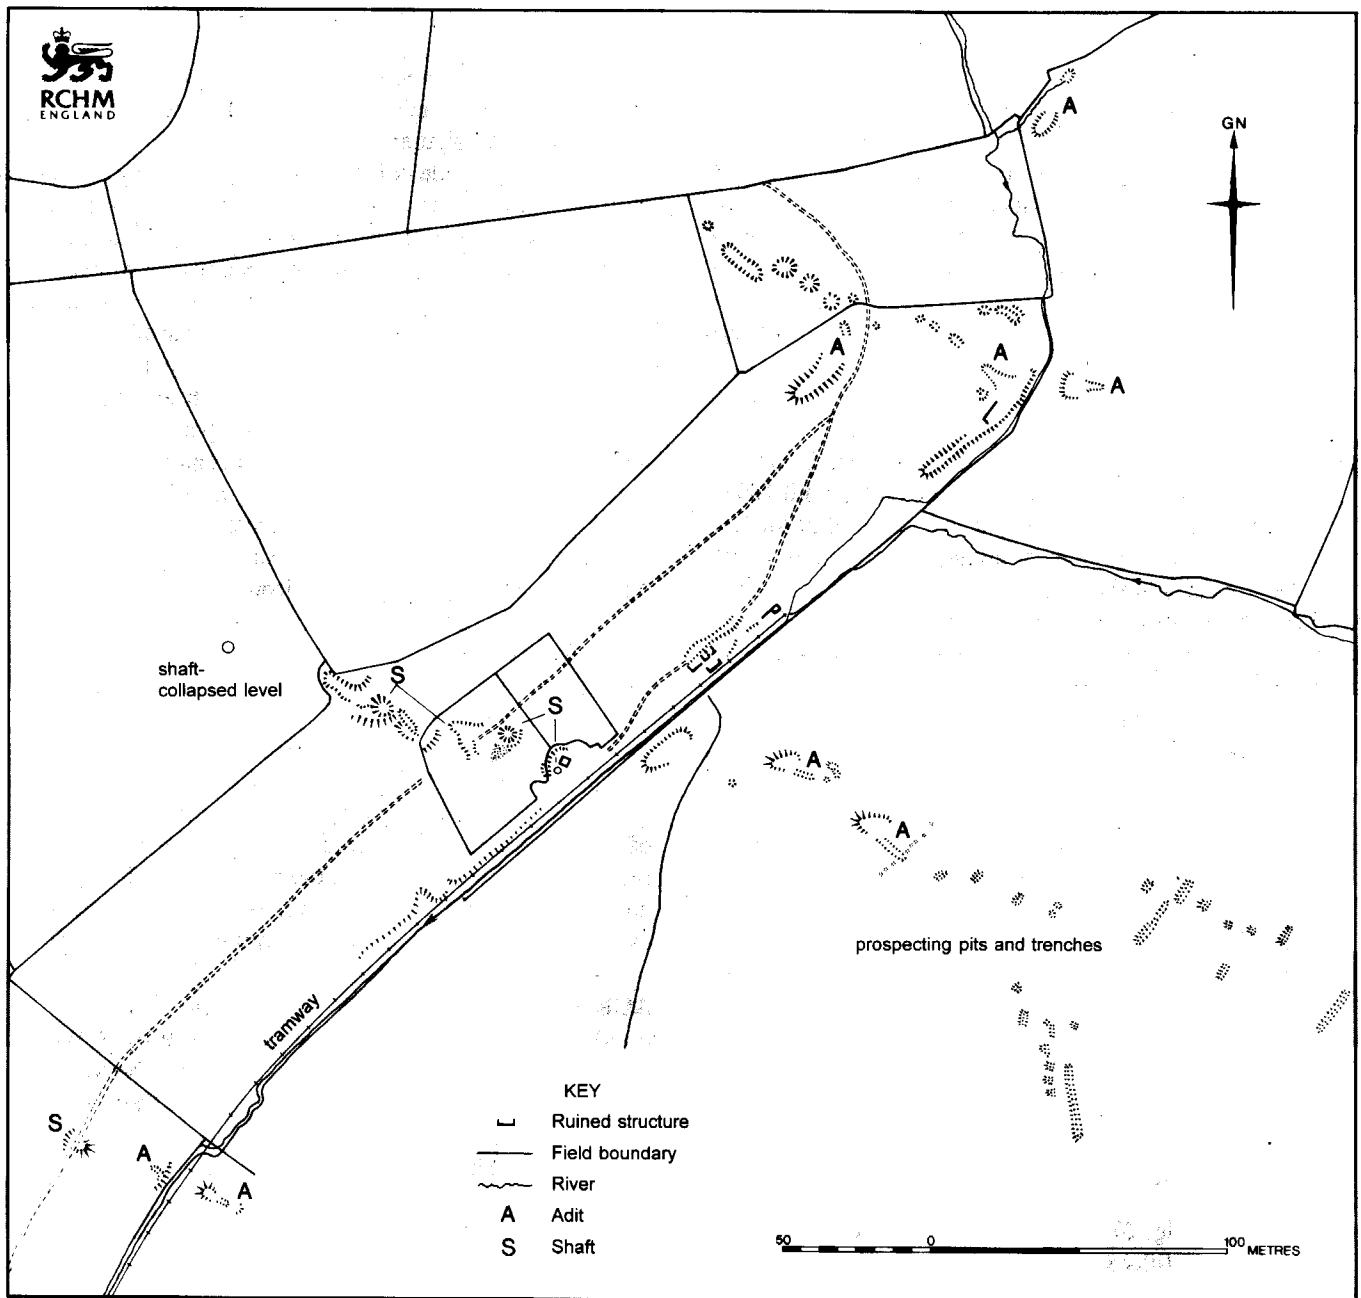 RCHM
ENGLAND
A
GN
A
A
A
shaft-
collapsed level
S
S
P
A
A
prospecting pits and trenches
tramway
S
A
A
KEY
Ruined structure
Field boundary
River
A Adit
S Shaft
50 0 100 METRES